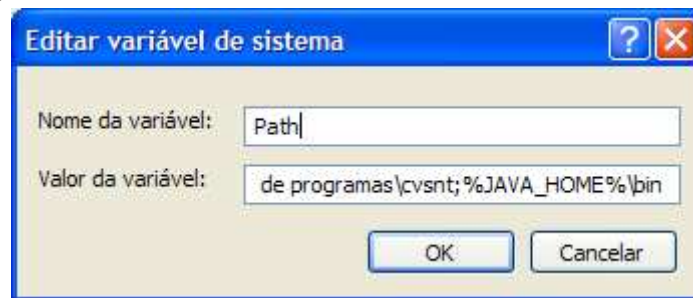 Editar variável de sistema
Nome da variável: Path
Valor da variável: de programas\cvsnt;%JAVA_HOME%\bin
OK Cancelar